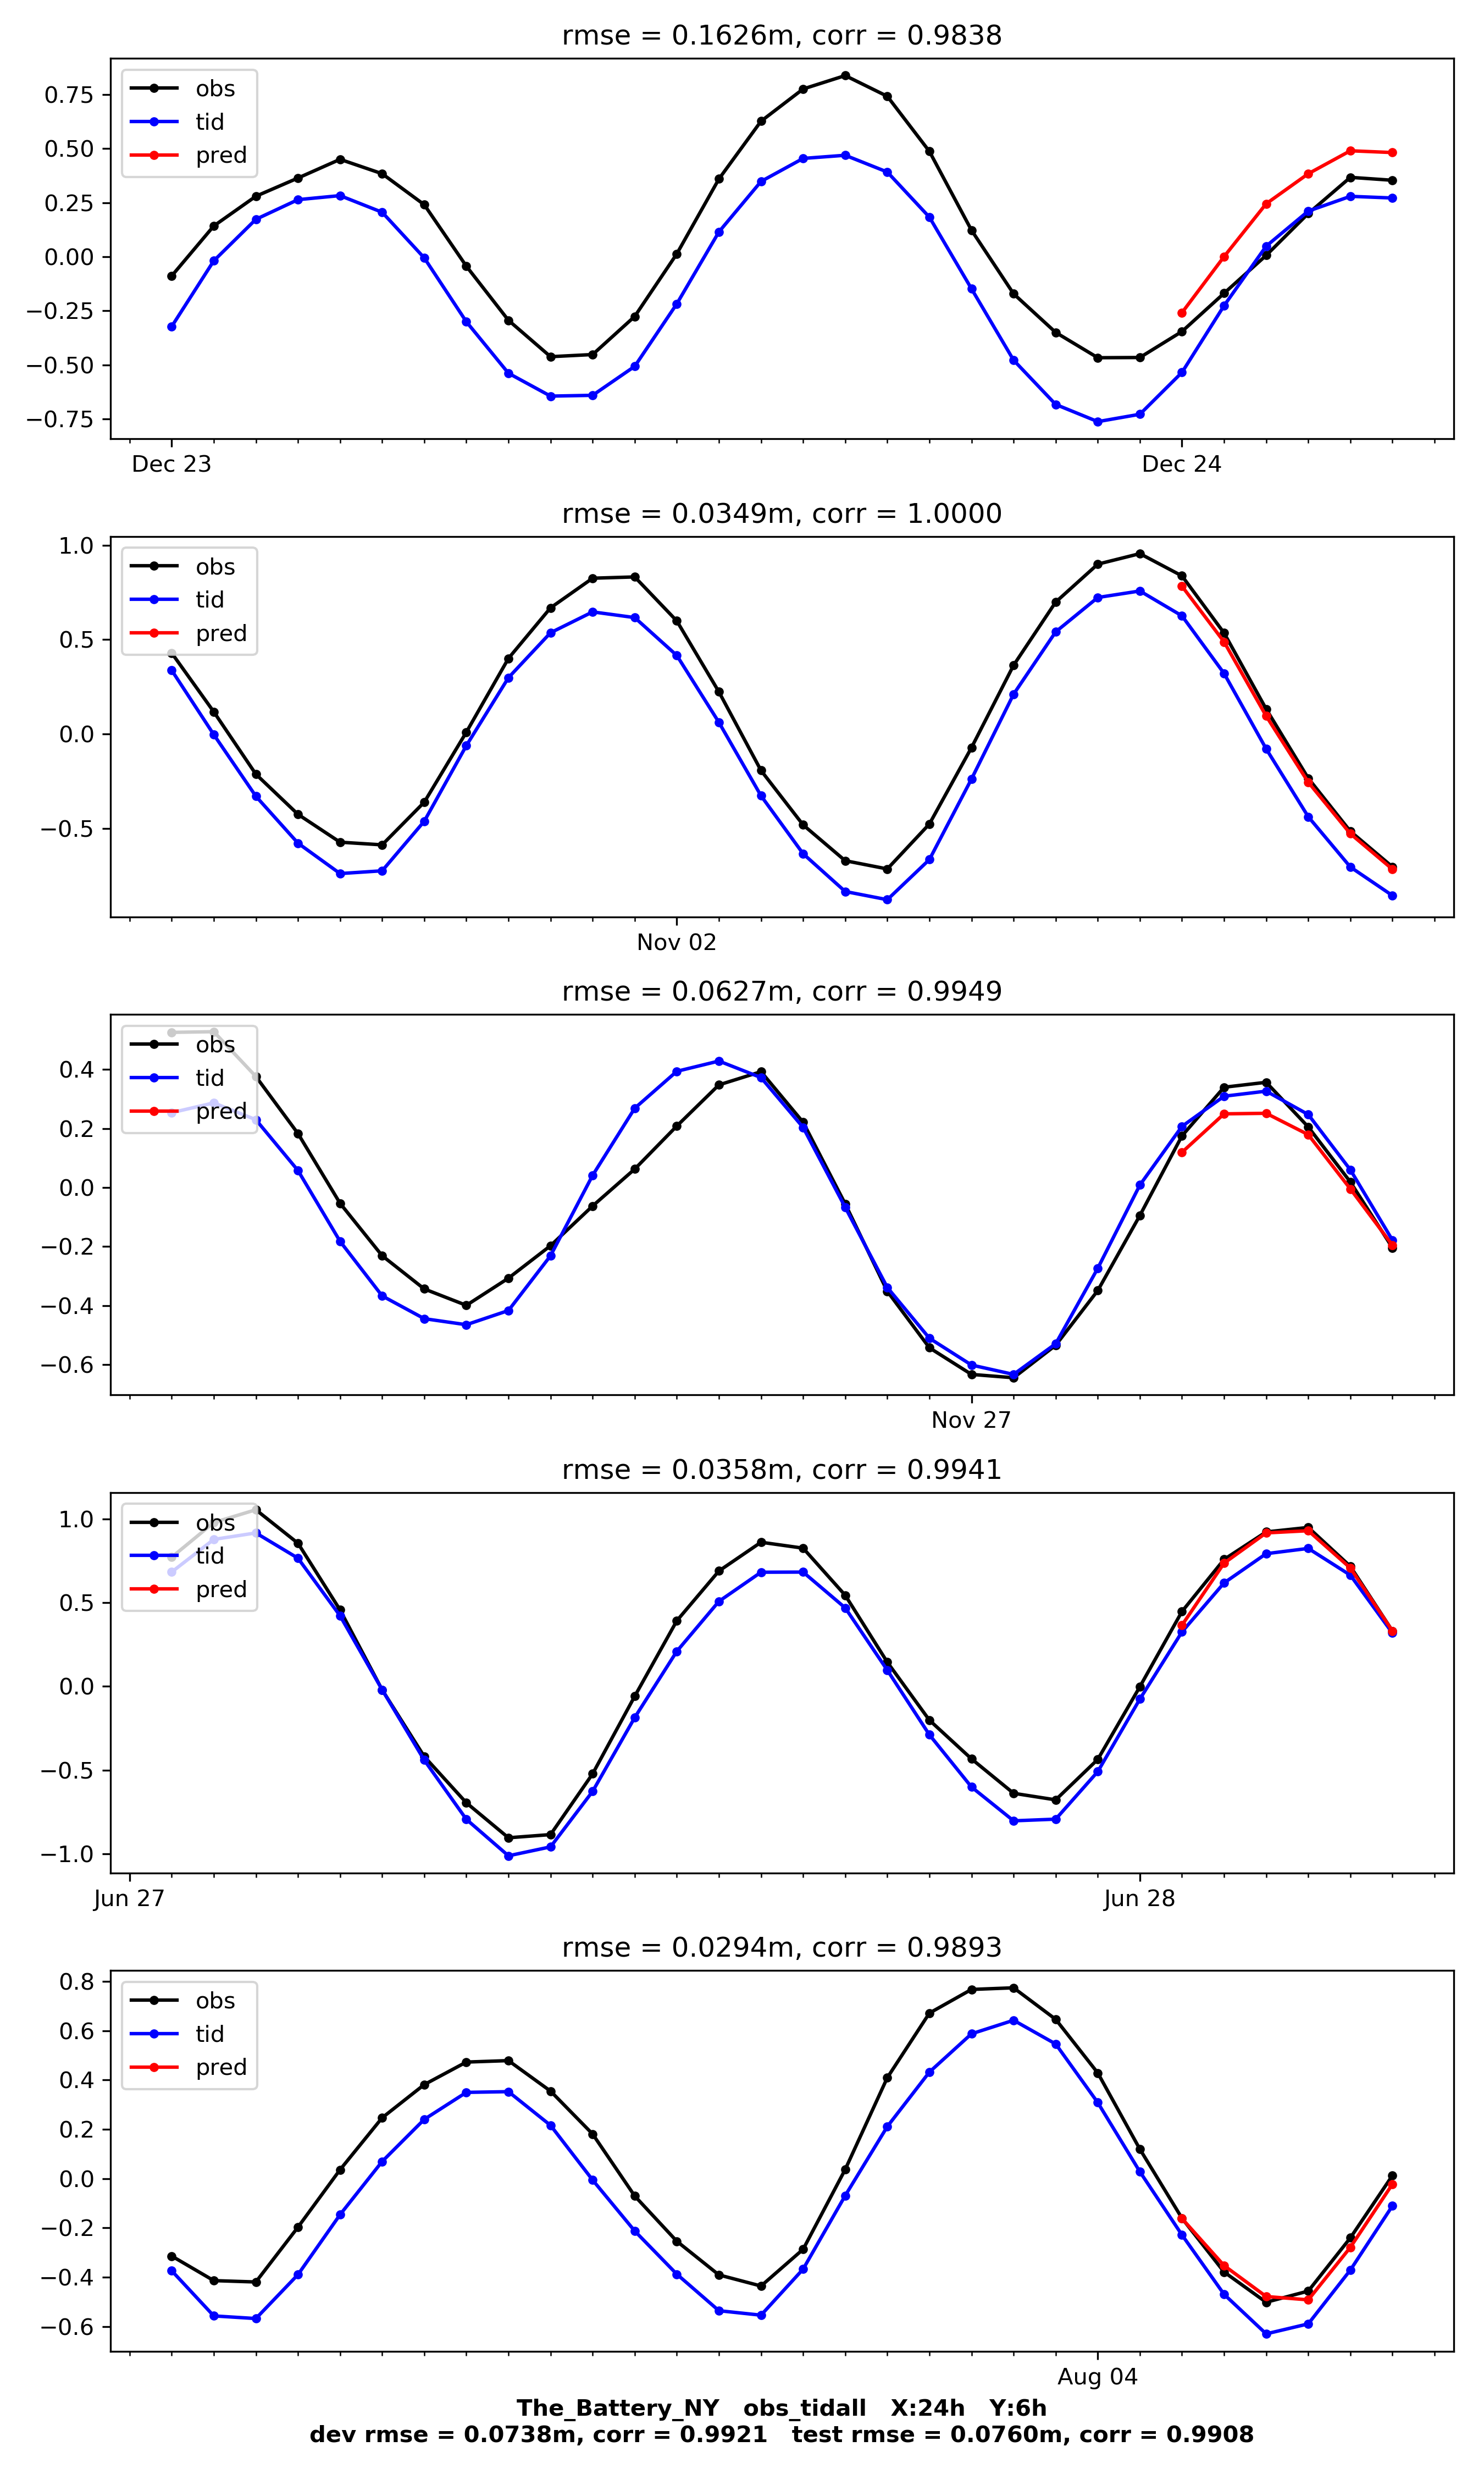 rmse = 0.1626m, corr = 0.9838
obs
tid
pred
0.75
0.50
0.25
0.00
−0.25
−0.50
−0.75
Dec 23 Dec 24
rmse = 0.0349m, corr = 1.0000
obs
tid
pred
1.0
0.5
0.0
−0.5
Nov 02
rmse = 0.0627m, corr = 0.9949
obs
tid
pred
0.4
0.2
0.0
−0.2
−0.4
−0.6
Nov 27
rmse = 0.0358m, corr = 0.9941
obs
tid
pred
1.0
0.5
0.0
−0.5
−1.0
Jun 27 Jun 28
rmse = 0.0294m, corr = 0.9893
obs
tid
pred
0.8
0.6
0.4
0.2
0.0
−0.2
−0.4
−0.6
Aug 04
The_Battery_NY obs_tidall X:24h Y:6h
dev rmse = 0.0738m, corr = 0.9921 test rmse = 0.0760m, corr = 0.9908